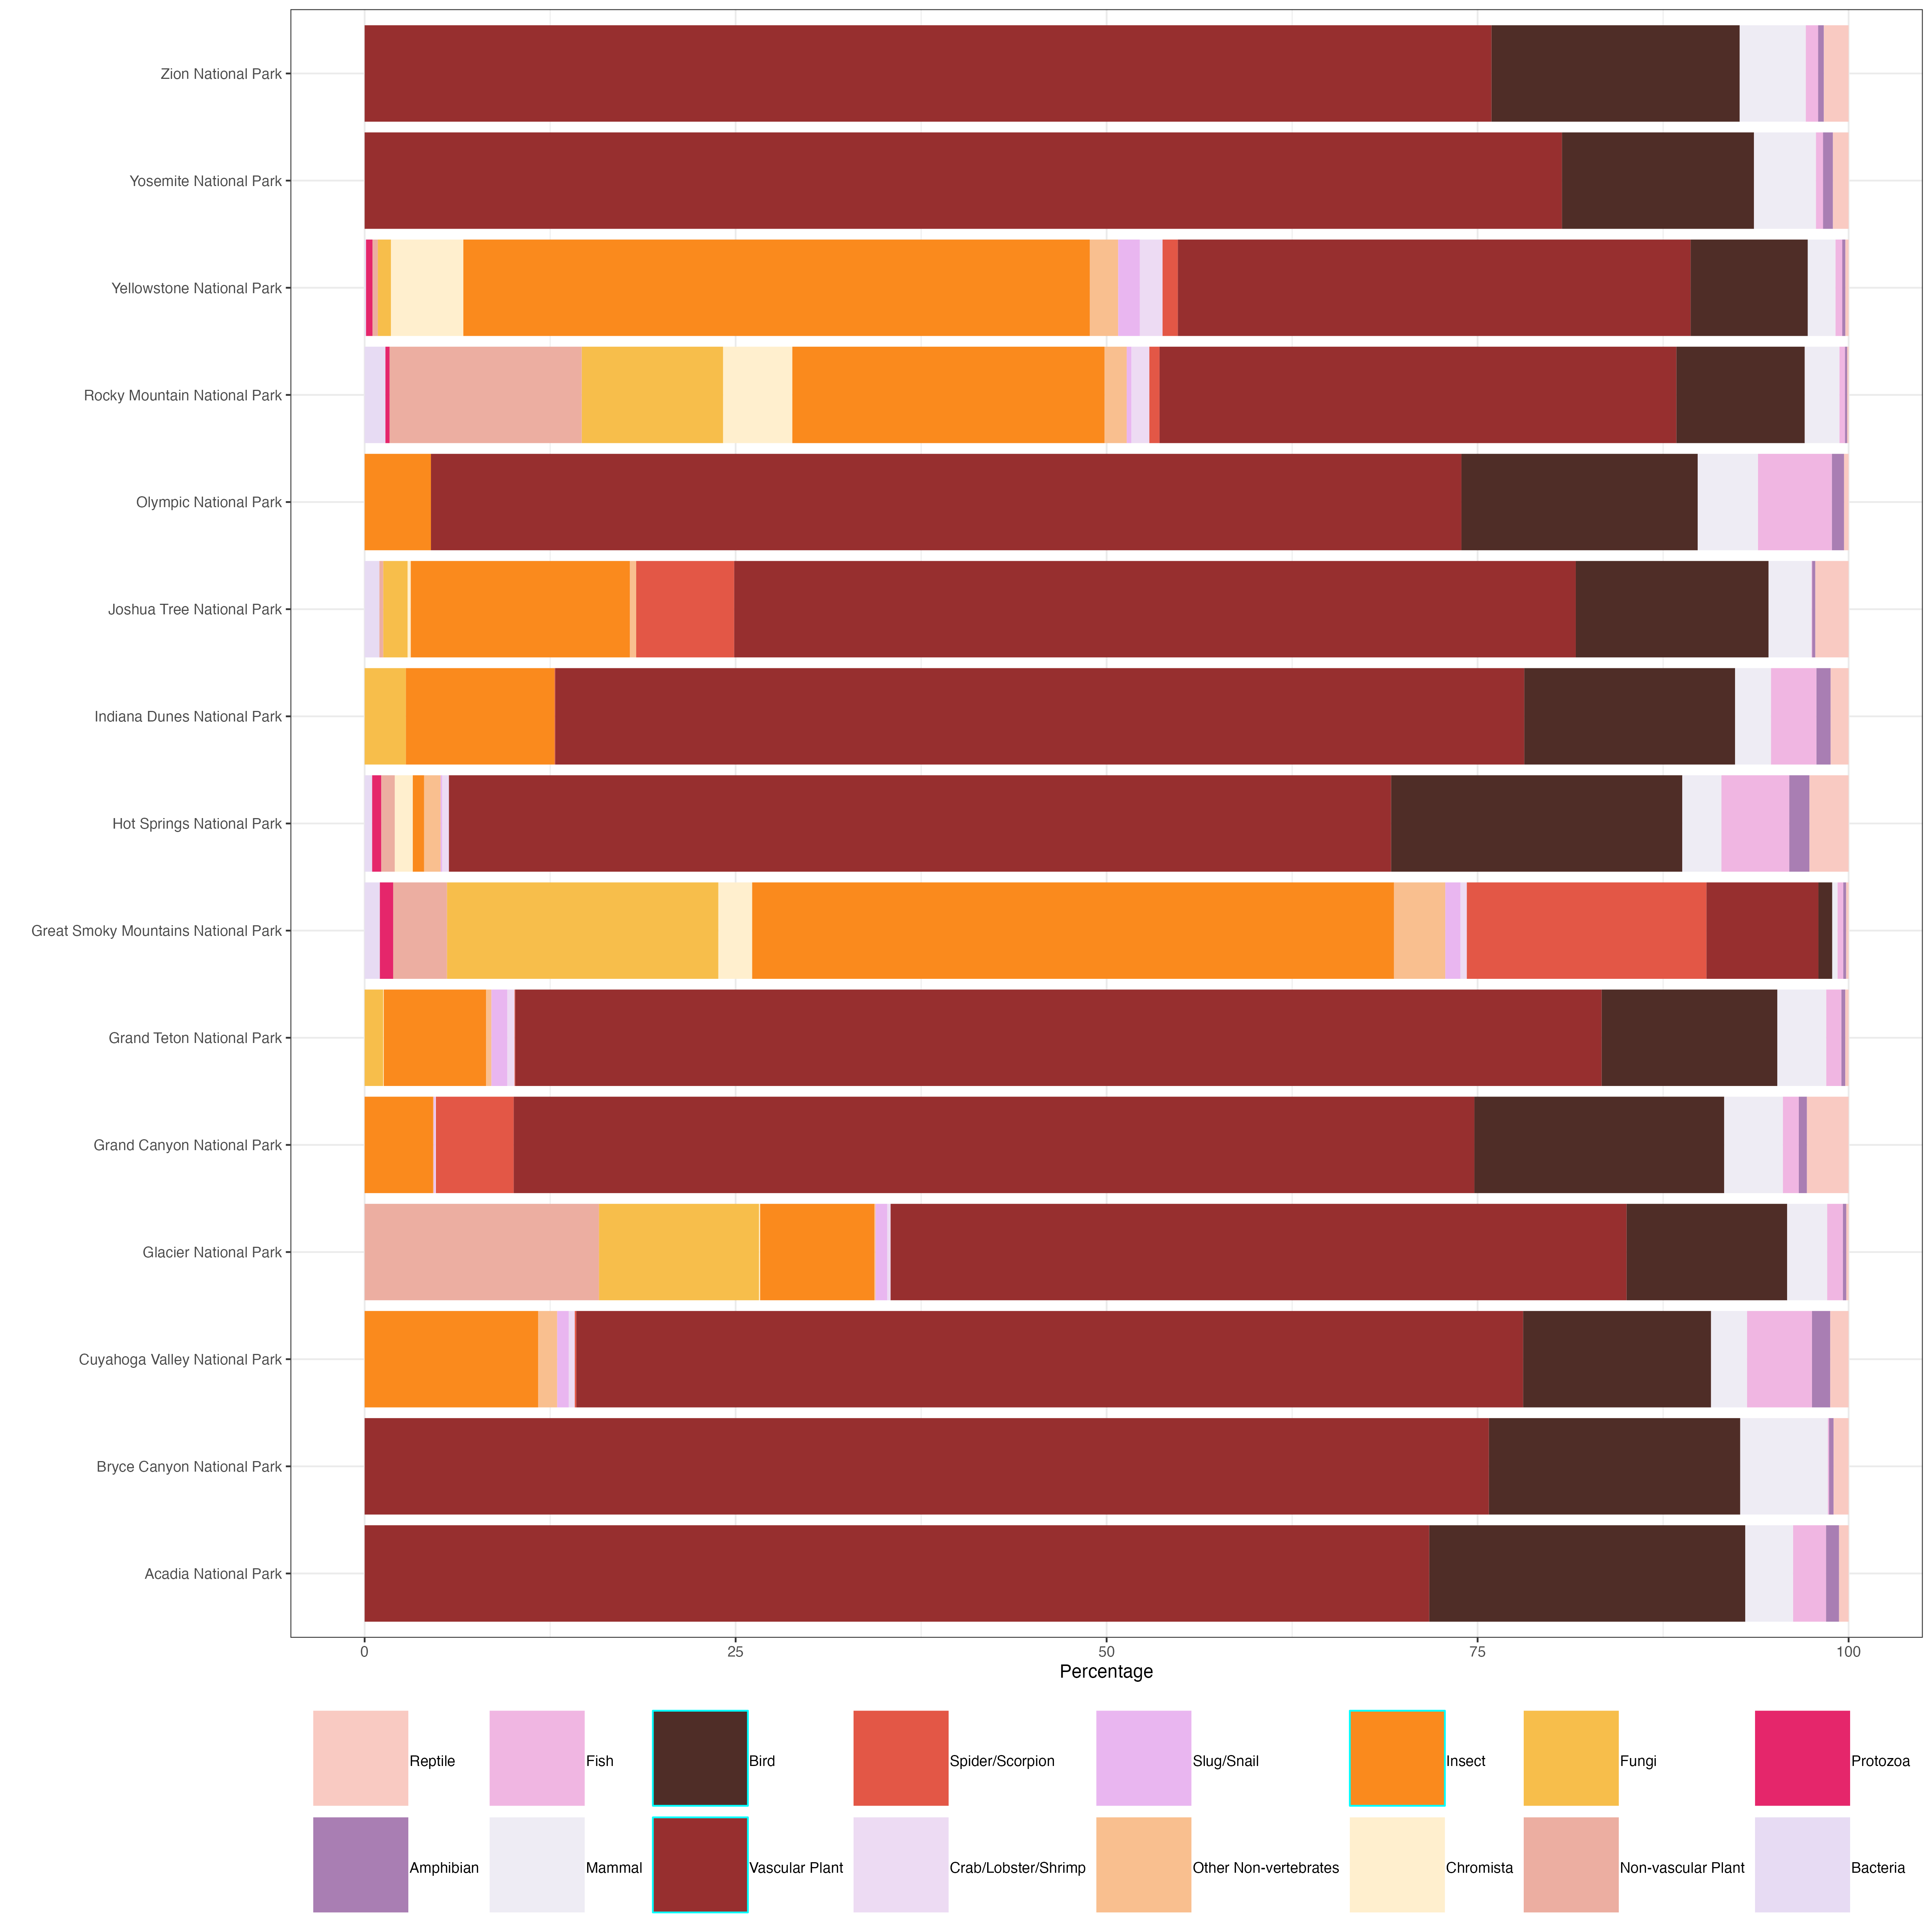 Zion National Park
Yosemite National Park
Yellowstone National Park
Rocky Mountain National Park
Olympic National Park
Joshua Tree National Park
Indiana Dunes National Park
Hot Springs National Park
Great Smoky Mountains National Park
Grand Teton National Park
Grand Canyon National Park
Glacier National Park
Cuyahoga Valley National Park
Bryce Canyon National Park
Acadia National Park
0 25 50 75 100
Percentage
Reptile Fish Bird Spider/Scorpion Slug/Snail Insect Fungi Protozoa
Amphibian Mammal Vascular Plant Crab/Lobster/Shrimp Other Non-vertebrates Chromista Non-vascular Plant Bacteria